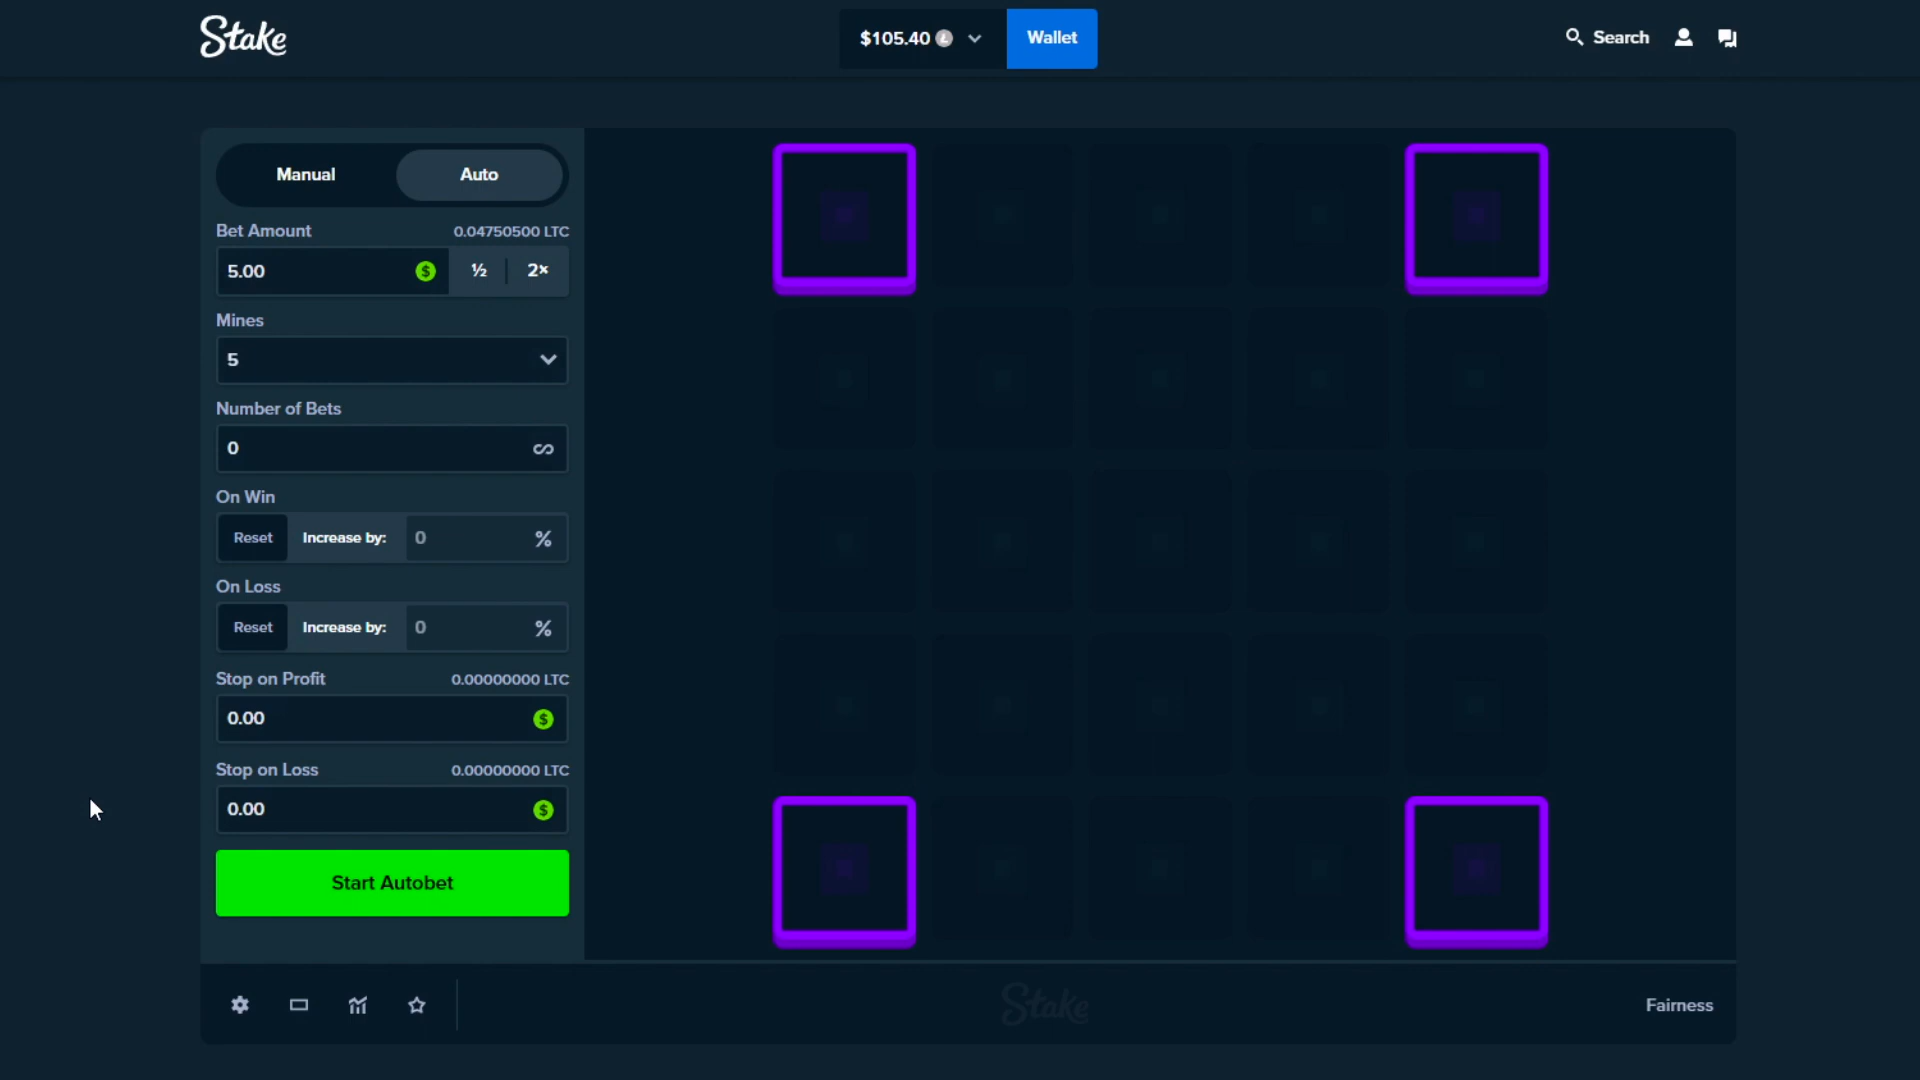 Stake
$105.40
Wallet
Search
Manual
Auto
Bet Amount
0.04750500 LTC
5.00
½
2×
Mines
5
Number of Bets
0
On Win
Reset
Increase by:
0
%
On Loss
Reset
Increase by:
0
%
Stop on Profit
0.00000000 LTC
0.00
Stop on Loss
0.00000000 LTC
0.00
Start Autobet
Stake
Fairness